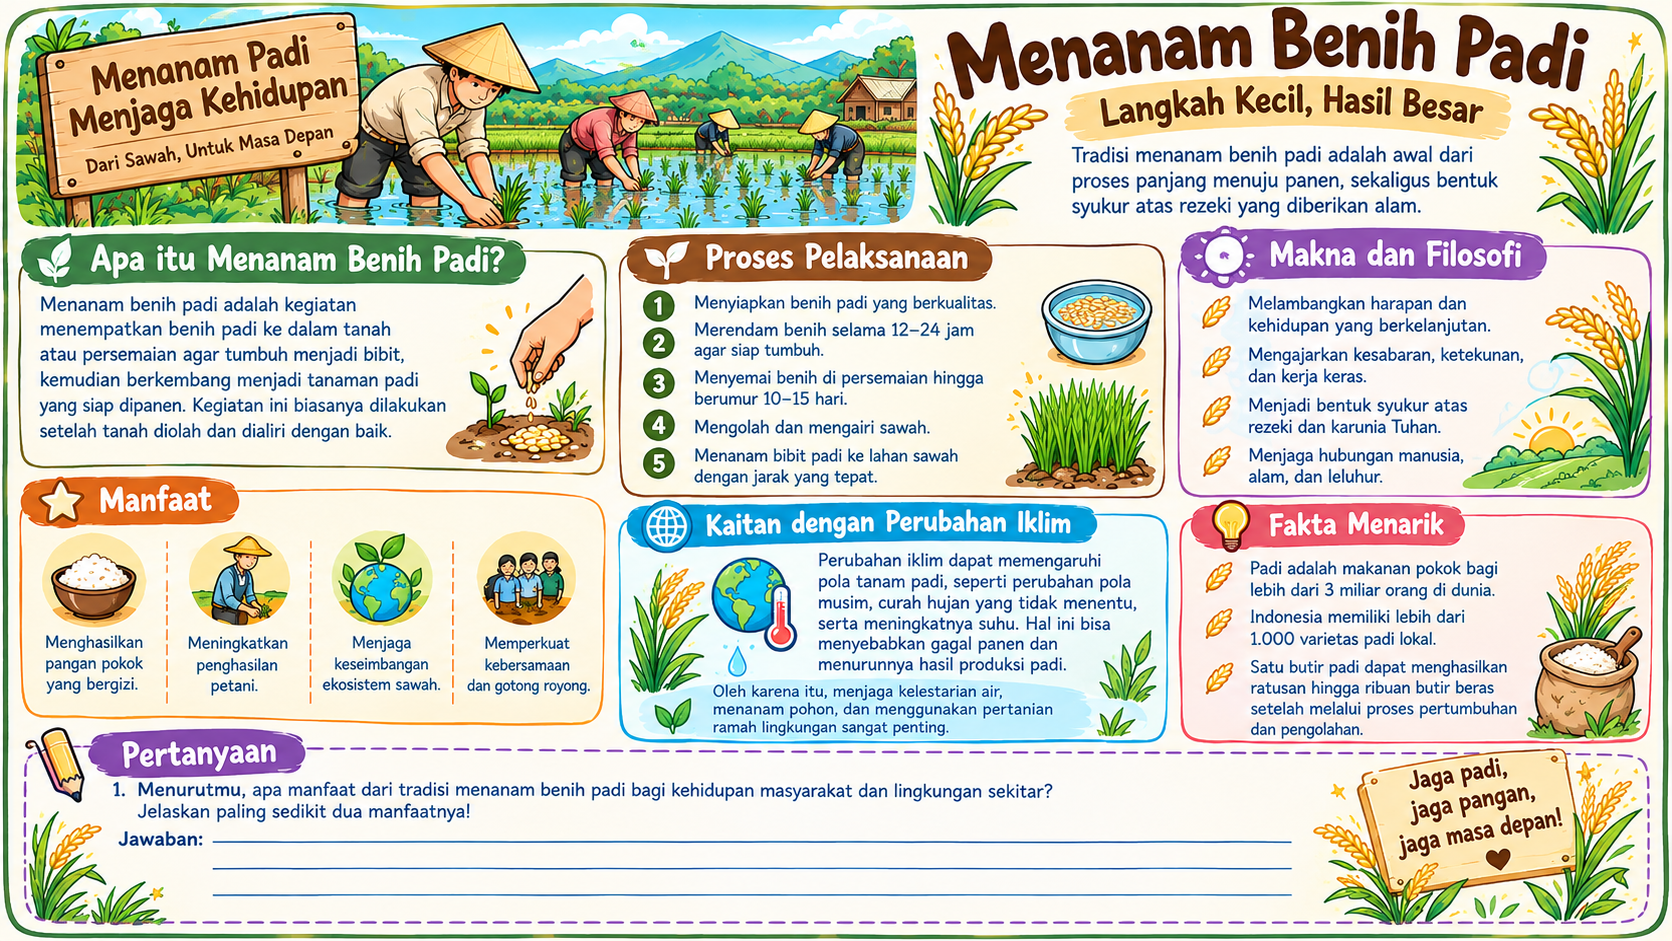 Menanam Padi
Menjaga Kehidupan
Dari Sawah, Untuk Masa Depan
Menanam Benih Padi
Langkah Kecil, Hasil Besar
Tradisi menanam benih padi adalah awal dari
proses panjang menuju panen, sekaligus bentuk
syukur atas rezeki yang diberikan alam.
Apa itu Menanam Benih Padi?
Menanam benih padi adalah kegiatan
menempatkan benih padi ke dalam tanah
atau persemaian agar tumbuh menjadi bibit,
kemudian berkembang menjadi tanaman padi
yang siap dipanen. Kegiatan ini biasanya dilakukan
setelah tanah diolah dan dialiri dengan baik.
Proses Pelaksanaan
1 Menyiapkan benih padi yang berkualitas.
2 Merendam benih selama 12–24 jam
agar siap tumbuh.
3 Menyemai benih di persemaian hingga
berumur 10–15 hari.
4 Mengolah dan mengairi sawah.
5 Menanam bibit padi ke lahan sawah
dengan jarak yang tepat.
Makna dan Filosofi
Melambangkan harapan dan
kehidupan yang berkelanjutan.
Mengajarkan kesabaran, ketekunan,
dan kerja keras.
Menjadi bentuk syukur atas
rezeki dan karunia Tuhan.
Menjaga hubungan manusia,
alam, dan leluhur.
Manfaat
Menghasilkan
pangan pokok
yang bergizi.
Meningkatkan
penghasilan
petani.
Menjaga
keseimbangan
ekosistem sawah.
Memperkuat
kebersamaan
dan gotong royong.
Kaitan dengan Perubahan Iklim
Perubahan iklim dapat memengaruhi
pola tanam padi, seperti perubahan pola
musim, curah hujan yang tidak menentu,
serta meningkatnya suhu. Hal ini bisa
menyebabkan gagal panen dan
menurunnya hasil produksi padi.
Oleh karena itu, menjaga kelestarian air,
menanam pohon, dan menggunakan pertanian
ramah lingkungan sangat penting.
Fakta Menarik
Padi adalah makanan pokok bagi
lebih dari 3 miliar orang di dunia.
Indonesia memiliki lebih dari
1.000 varietas padi lokal.
Satu butir padi dapat menghasilkan
ratusan hingga ribuan butir beras
setelah melalui proses pertumbuhan
dan pengolahan.
Pertanyaan
1. Menurutmu, apa manfaat dari tradisi menanam benih padi bagi kehidupan masyarakat dan lingkungan sekitar?
Jelaskan paling sedikit dua manfaatnya!
Jawaban:
Jaga padi,
jaga pangan,
jaga masa depan!